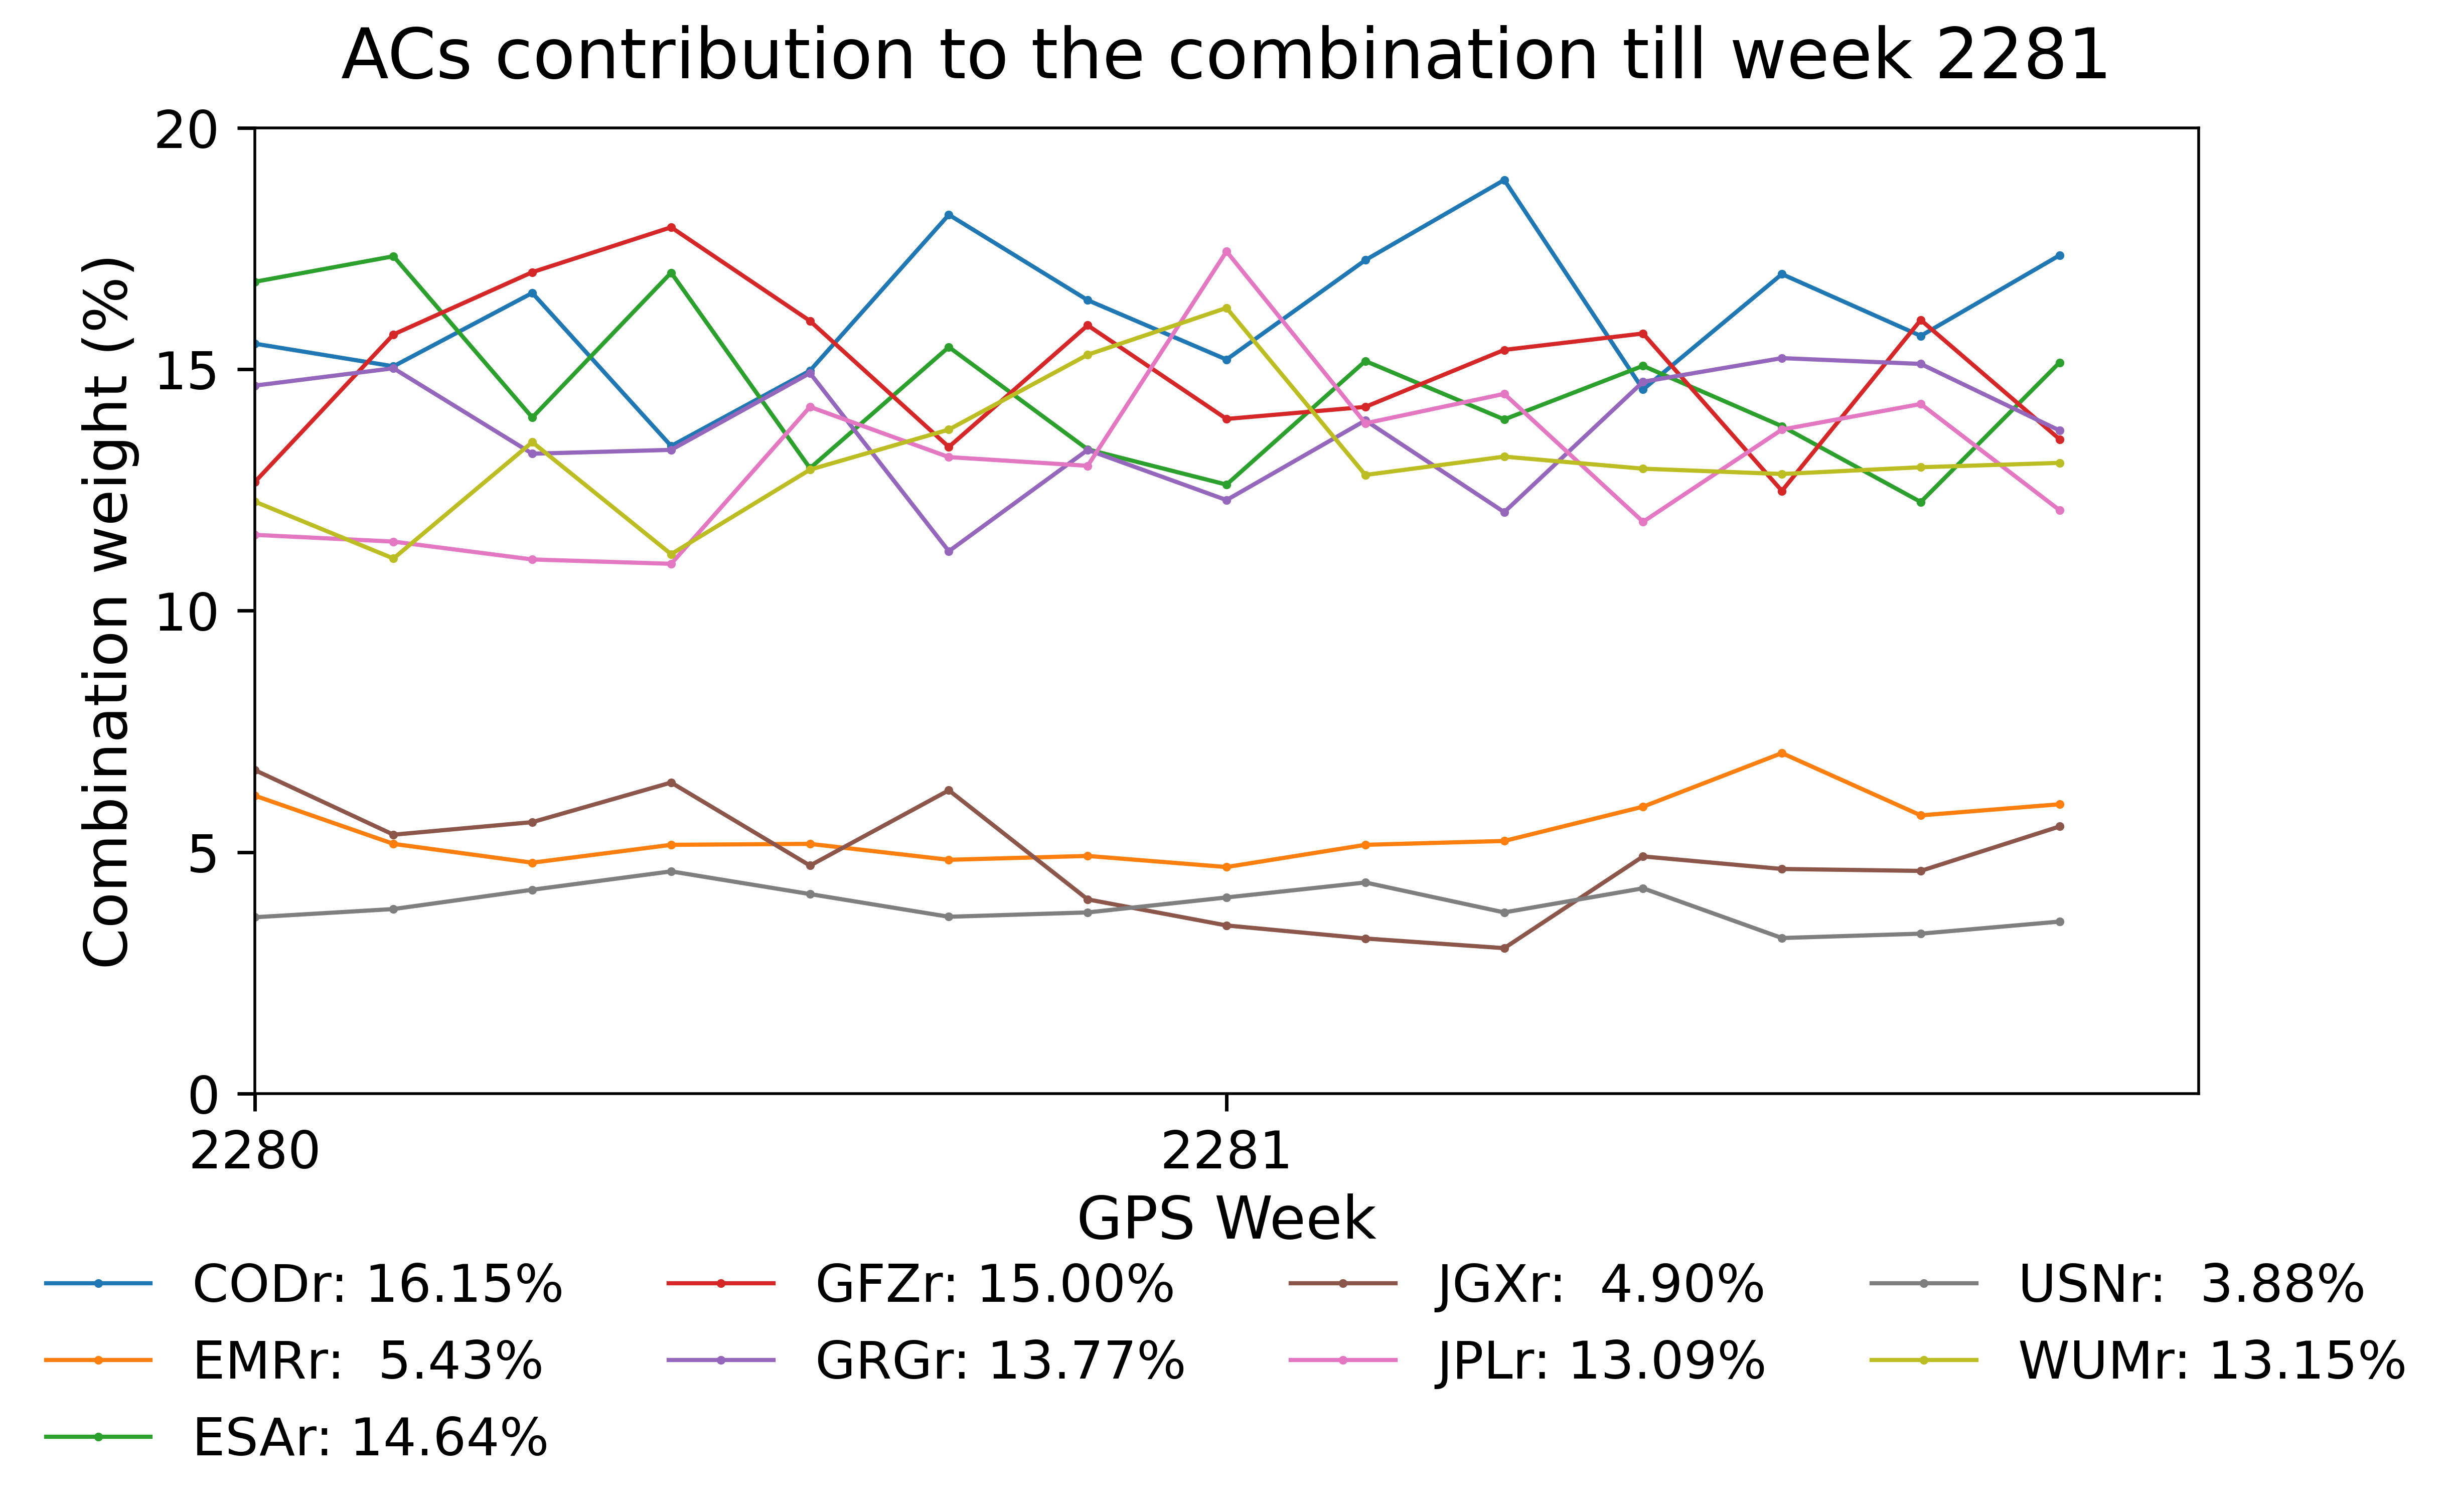 ACs contribution to the combination till week 2281
Combination weight (%)
20
15
10
5
0
2280 2281
GPS Week
CODr: 16.15% GFZr: 15.00% JGXr: 4.90% USNr: 3.88%
EMRr: 5.43% GRGr: 13.77% JPLr: 13.09% WUMr: 13.15%
ESAr: 14.64%